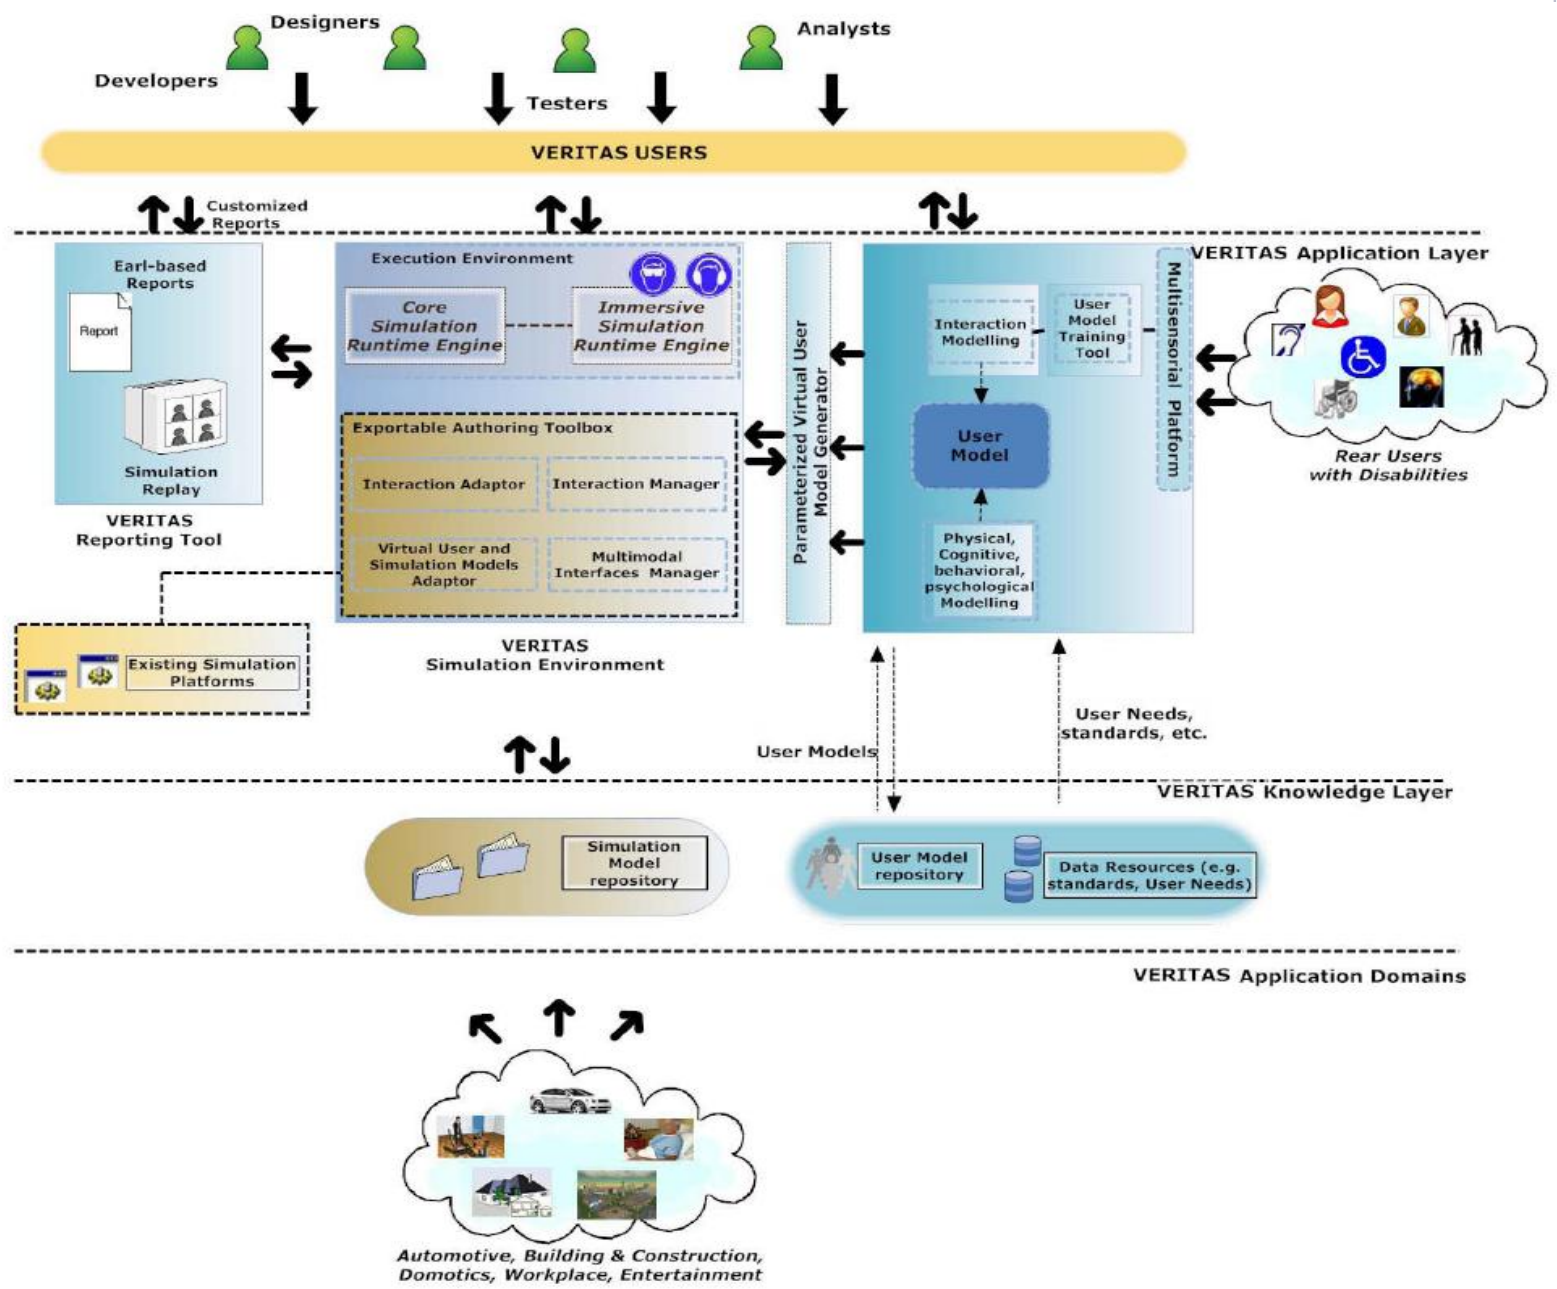 Designers
Analysts
Developers
Testers
VERITAS USERS
Customized
Reports
VERITAS Application Layer
Earl-based
Reports
Report
Simulation
Replay
VERITAS
Reporting Tool
Execution Environment
Core
Simulation
Runtime Engine
Immersive
Simulation
Runtime Engine
Exportable Authoring Toolbox
Interaction Adaptor
Interaction Manager
Virtual User and
Simulation Models
Adaptor
Multimodal
Interfaces Manager
VERITAS
Simulation Environment
Existing Simulation
Platforms
Parameterized Virtual User
Model Generator
Interaction
Modelling
User
Model
Training
Tool
Multisensorial Platform
User
Model
Physical,
Cognitive,
behavioral,
psychological
Modelling
Rear Users
with Disabilities
User Models
User Needs,
standards, etc.
VERITAS Knowledge Layer
Simulation
Model
repository
User Model
repository
Data Resources (e.g.
standards, User Needs)
VERITAS Application Domains
Automotive, Building & Construction,
Domotics, Workplace, Entertainment